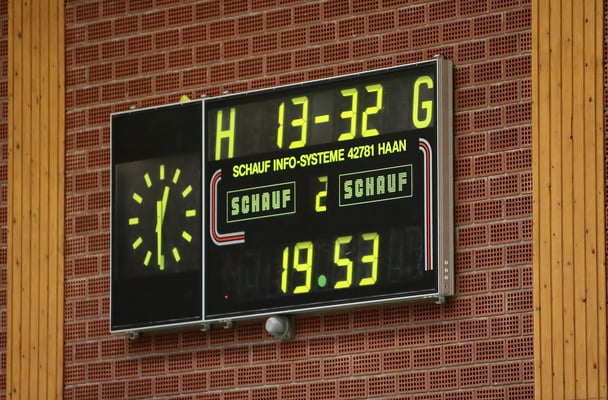 H 13-32 G
SCHAUF INFO-SYSTEME 42781 HAAN
SCHAUF 2 SCHAUF
19.53